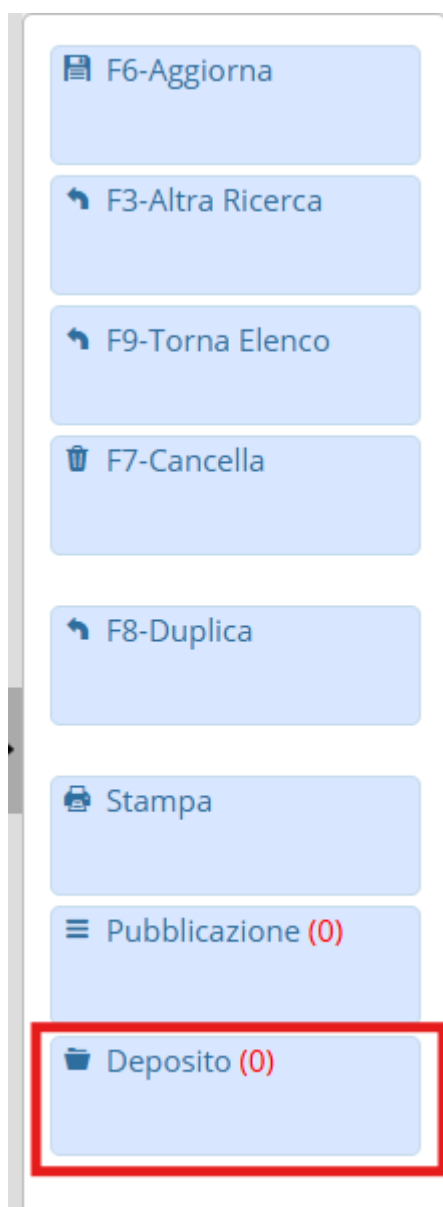 F6-Aggiorna
F3-Altra Ricerca
F9-Torna Elenco
F7-Cancella
F8-Duplica
Stampa
Pubblicazione (0)
Deposito (0)